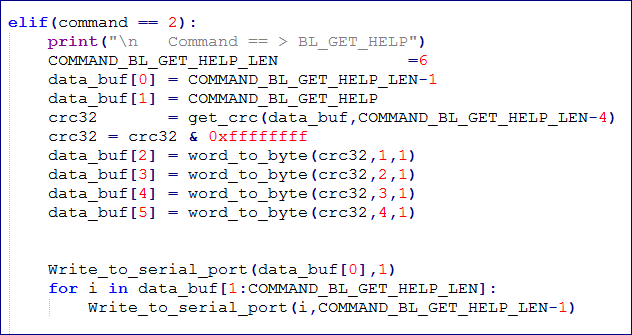 elif(command == 2):
    print("\n   Command == > BL_GET_HELP")
    COMMAND_BL_GET_HELP_LEN             =6
    data_buf[0] = COMMAND_BL_GET_HELP_LEN-1
    data_buf[1] = COMMAND_BL_GET_HELP
    crc32       = get_crc(data_buf,COMMAND_BL_GET_HELP_LEN-4)
    crc32 = crc32 & 0xffffffff
    data_buf[2] = word_to_byte(crc32,1,1)
    data_buf[3] = word_to_byte(crc32,2,1)
    data_buf[4] = word_to_byte(crc32,3,1)
    data_buf[5] = word_to_byte(crc32,4,1)
    Write_to_serial_port(data_buf[0],1)
    for i in data_buf[1:COMMAND_BL_GET_HELP_LEN]:
        Write_to_serial_port(i,COMMAND_BL_GET_HELP_LEN-1)